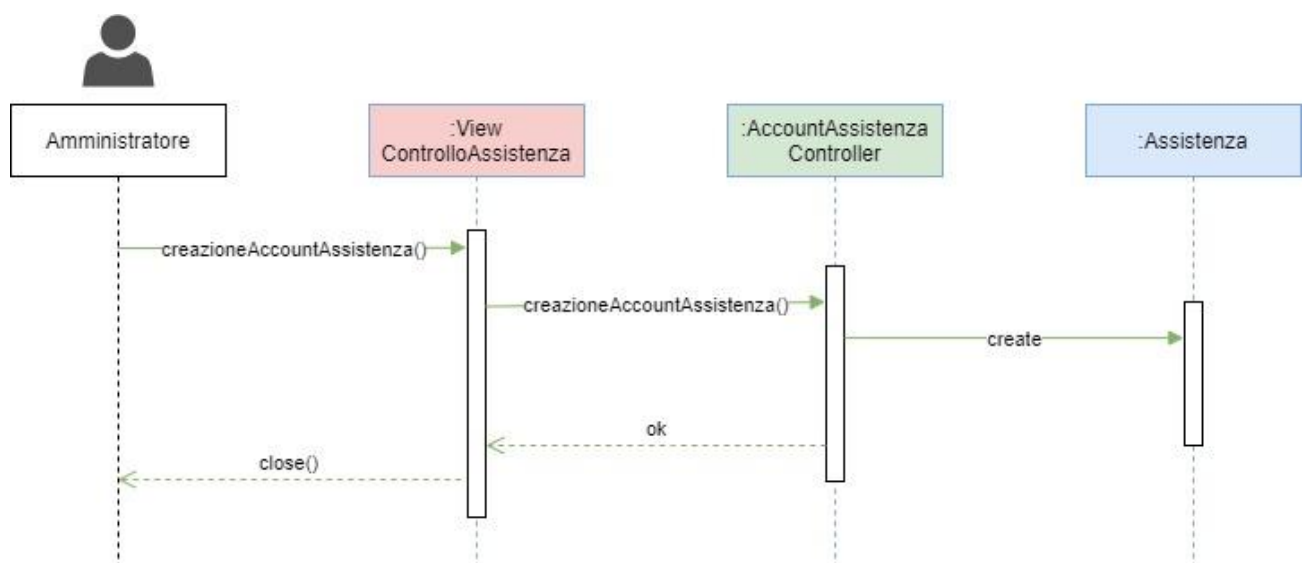 Amministratore
:View
ControlloAssistenza
:AccountAssistenza
Controller
:Assistenza
creazioneAccountAssistenza()
creazioneAccountAssistenza()
create
ok
close()